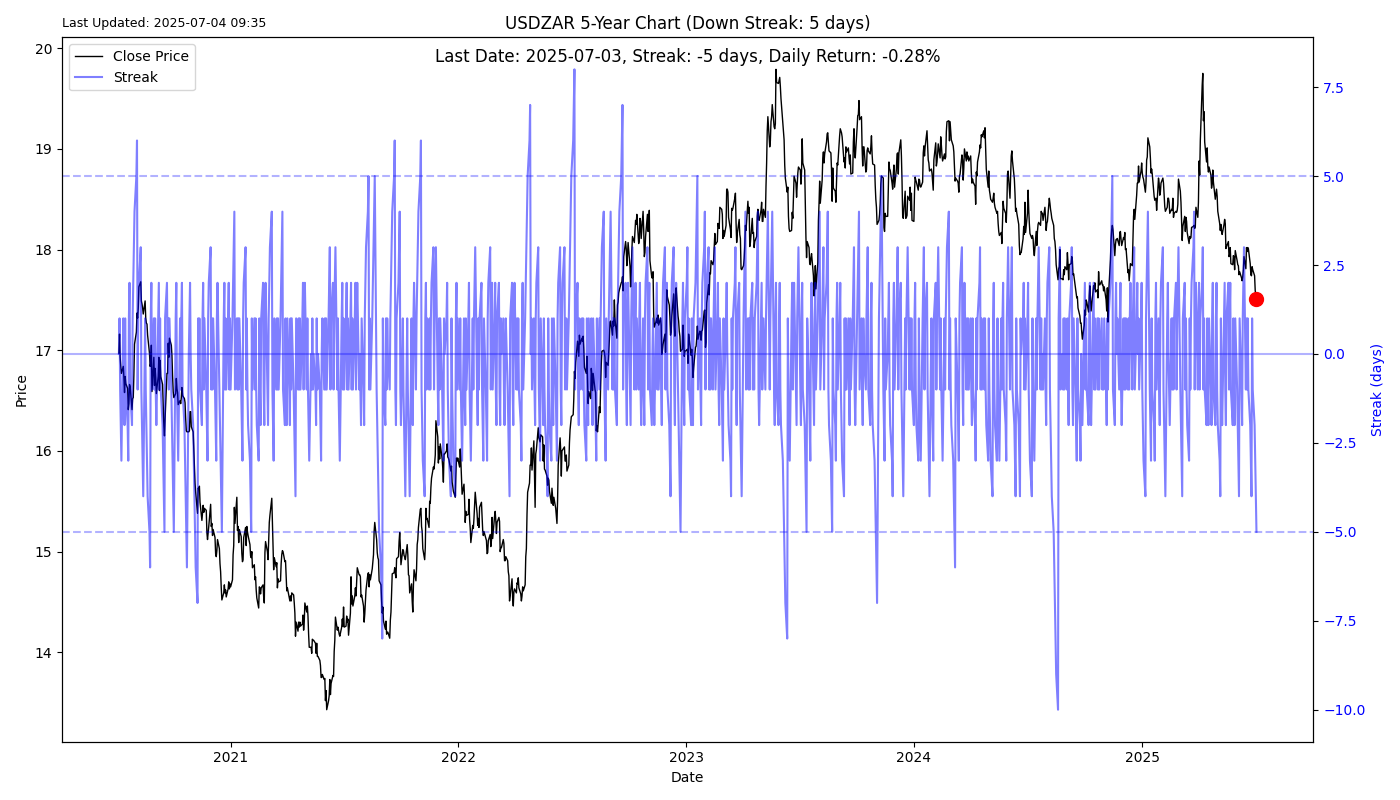 Last Updated: 2025-07-04 09:35
USDZAR 5-Year Chart (Down Streak: 5 days)
Last Date: 2025-07-03, Streak: -5 days, Daily Return: -0.28%
Close Price
Streak
20
19
18
17
16
15
14
Price
7.5
5.0
2.5
0.0
−2.5
−5.0
−7.5
−10.0
Streak (days)
2021
2022
2023
2024
2025
Date